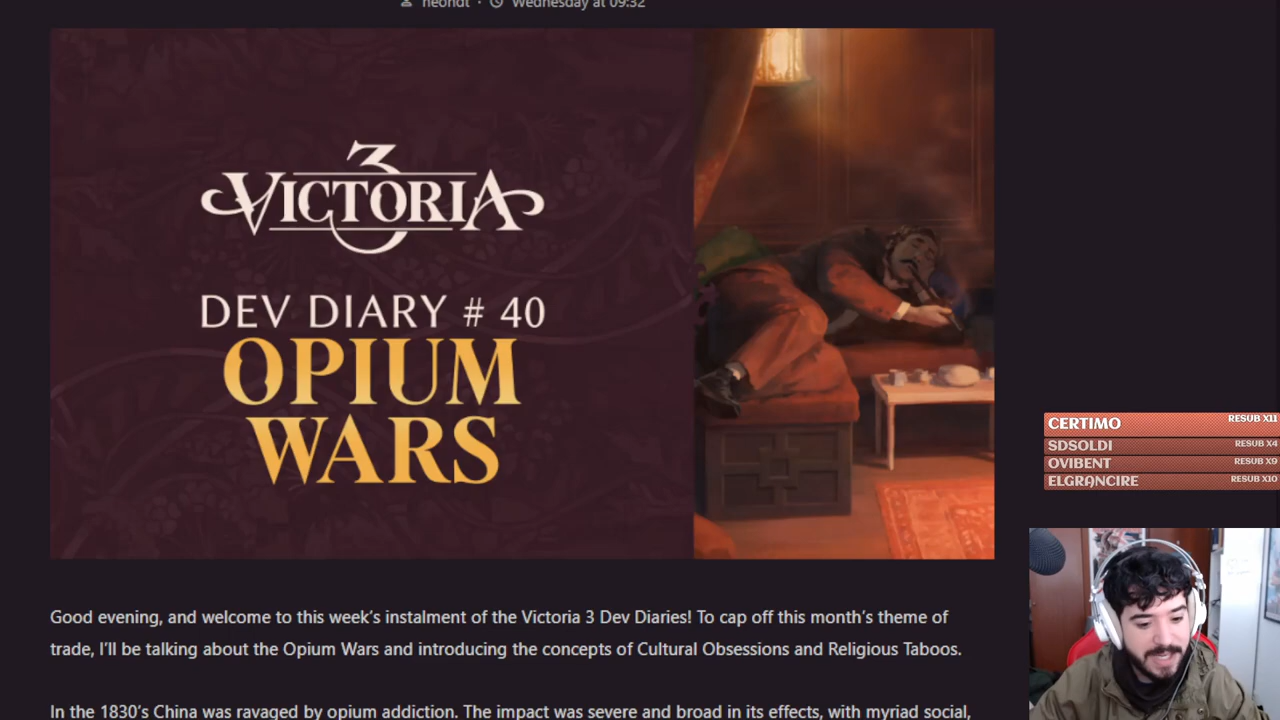 neondt · Wednesday at 09:32
VICTORIA
3
DEV DIARY # 40
OPIUM
WARS
CERTIMO RESUB X11
SDSOLDI RESUB X4
OVIBENT RESUB X9
ELGRANCIRE RESUB X10
Good evening, and welcome to this week's instalment of the Victoria 3 Dev Diaries! To cap off this month's theme of
trade, I'll be talking about the Opium Wars and introducing the concepts of Cultural Obsessions and Religious Taboos.
In the 1830's China was ravaged by opium addiction. The impact was severe and broad in its effects, with myriad social,